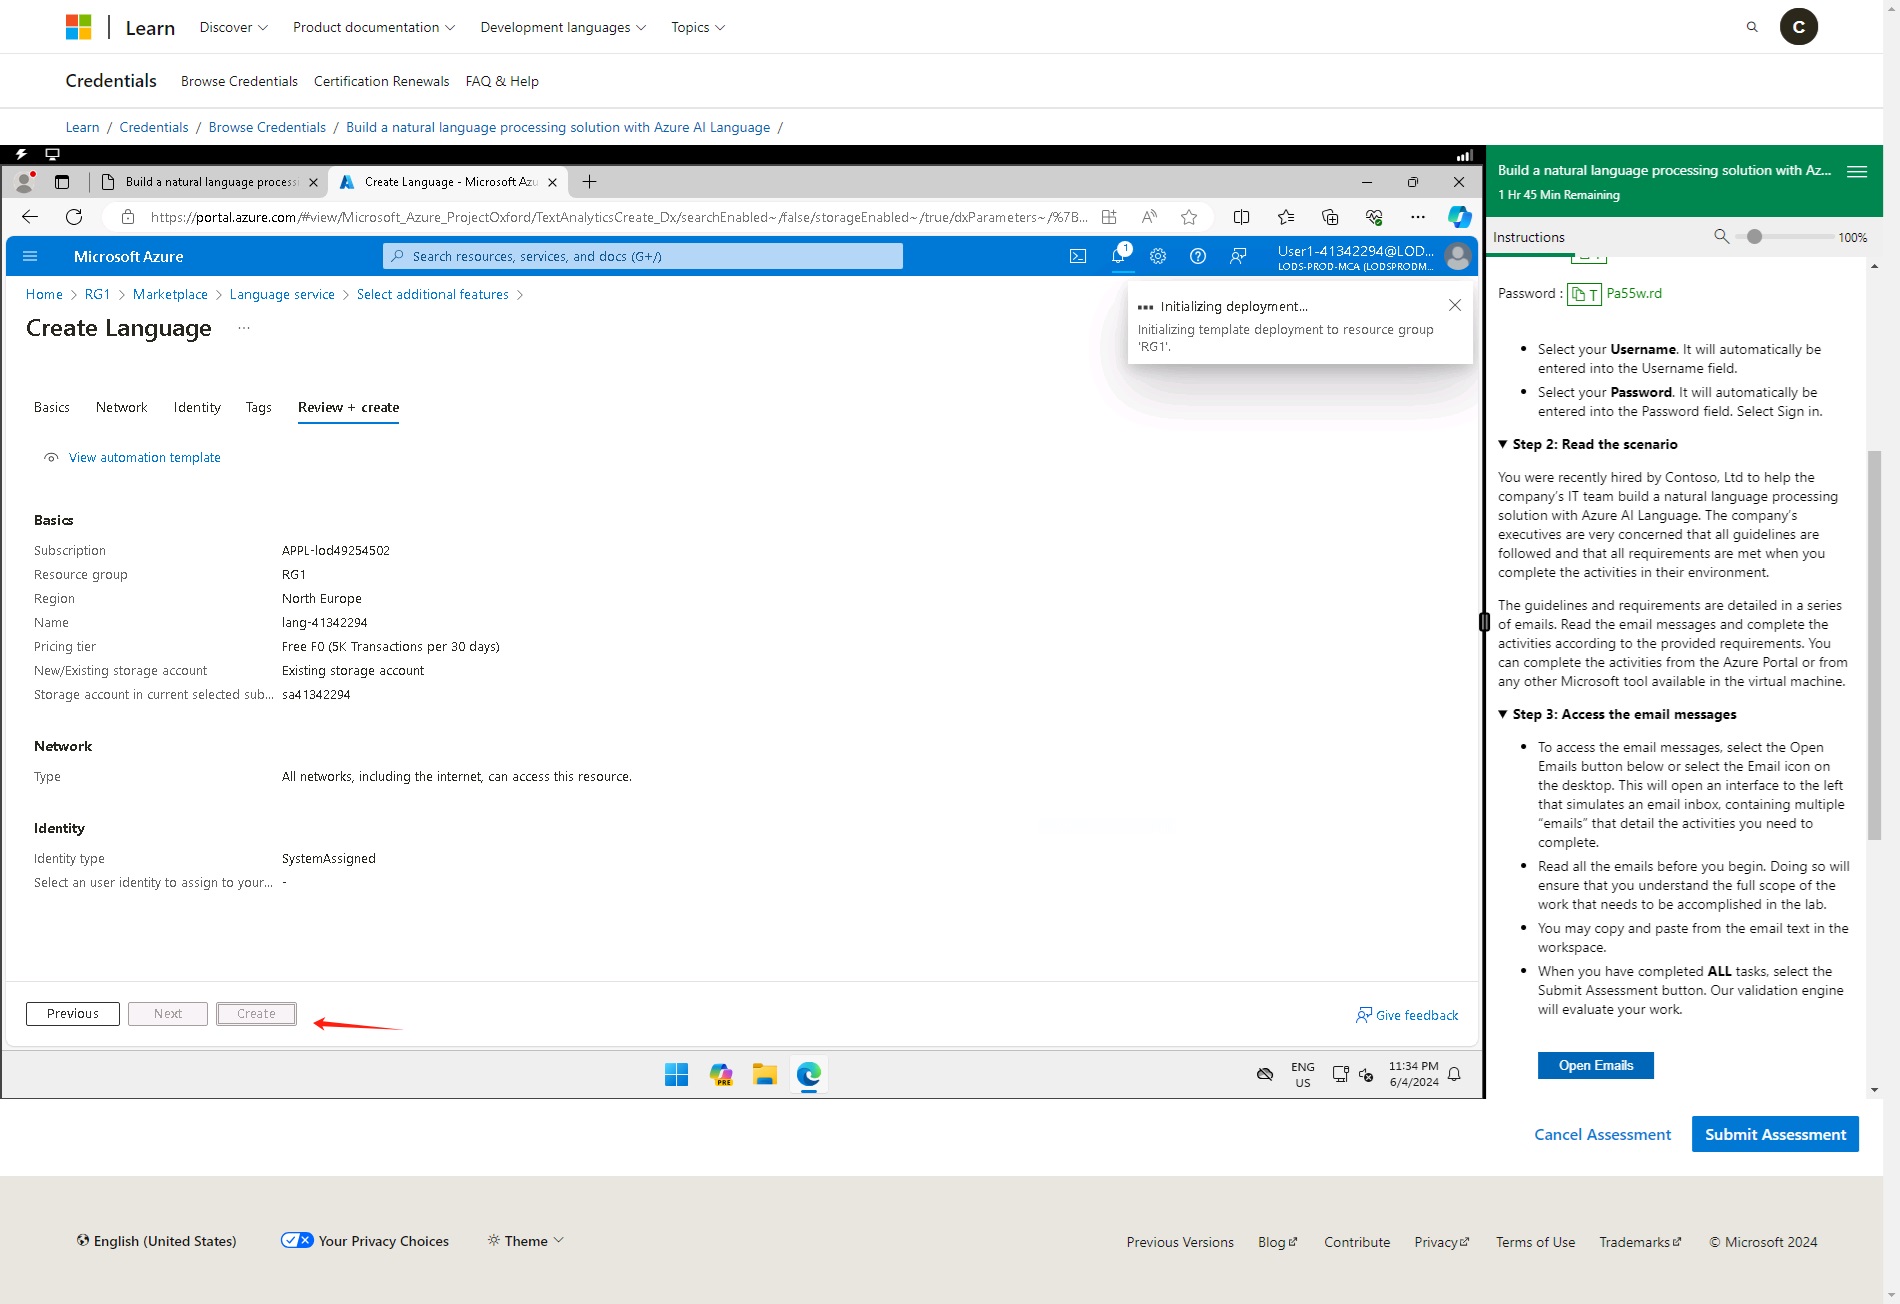 Learn
Discover
Product documentation
Development languages
Topics
C
Credentials
Browse Credentials
Certification Renewals
FAQ & Help
Learn / Credentials / Browse Credentials / Build a natural language processing solution with Azure AI Language /
Build a natural language processi
Create Language - Microsoft Azu
https://portal.azure.com/#view/Microsoft_Azure_ProjectOxford/TextAnalyticsCreate_Dx/searchEnabled~/false/storageEnabled~/true/dxParameters~/%7B...
Microsoft Azure
Search resources, services, and docs (G+/)
1
User1-41342294@LOD...
LODS-PROD-MCA (LODSPRODM...
Home > RG1 > Marketplace > Language service > Select additional features >
Create Language ...
Initializing deployment...
Initializing template deployment to resource group
'RG1'.
Basics
Network
Identity
Tags
Review + create
View automation template
Basics
Subscription APPL-lod49254502
Resource group RG1
Region North Europe
Name lang-41342294
Pricing tier Free F0 (5K Transactions per 30 days)
New/Existing storage account Existing storage account
Storage account in current selected sub... sa41342294
Network
Type All networks, including the internet, can access this resource.
Identity
Identity type SystemAssigned
Select an user identity to assign to your... -
Previous
Next
Create
Give feedback
PRE
ENG
US
11:34 PM
6/4/2024
Build a natural language processing solution with Az...
1 Hr 45 Min Remaining
Instructions
100%
Password : T Pa55w.rd
• Select your Username. It will automatically be
entered into the Username field.
• Select your Password. It will automatically be
entered into the Password field. Select Sign in.
Step 2: Read the scenario
You were recently hired by Contoso, Ltd to help the
company's IT team build a natural language processing
solution with Azure AI Language. The company's
executives are very concerned that all guidelines are
followed and that all requirements are met when you
complete the activities in their environment.
The guidelines and requirements are detailed in a series
of emails. Read the email messages and complete the
activities according to the provided requirements. You
can complete the activities from the Azure Portal or from
any other Microsoft tool available in the virtual machine.
Step 3: Access the email messages
• To access the email messages, select the Open
Emails button below or select the Email icon on
the desktop. This will open an interface to the left
that simulates an email inbox, containing multiple
“emails” that detail the activities you need to
complete.
• Read all the emails before you begin. Doing so will
ensure that you understand the full scope of the
work that needs to be accomplished in the lab.
• You may copy and paste from the email text in the
workspace.
• When you have completed ALL tasks, select the
Submit Assessment button. Our validation engine
will evaluate your work.
Open Emails
Cancel Assessment
Submit Assessment
English (United States)
Your Privacy Choices
Theme
Previous Versions
Blog
Contribute
Privacy
Terms of Use
Trademarks
© Microsoft 2024